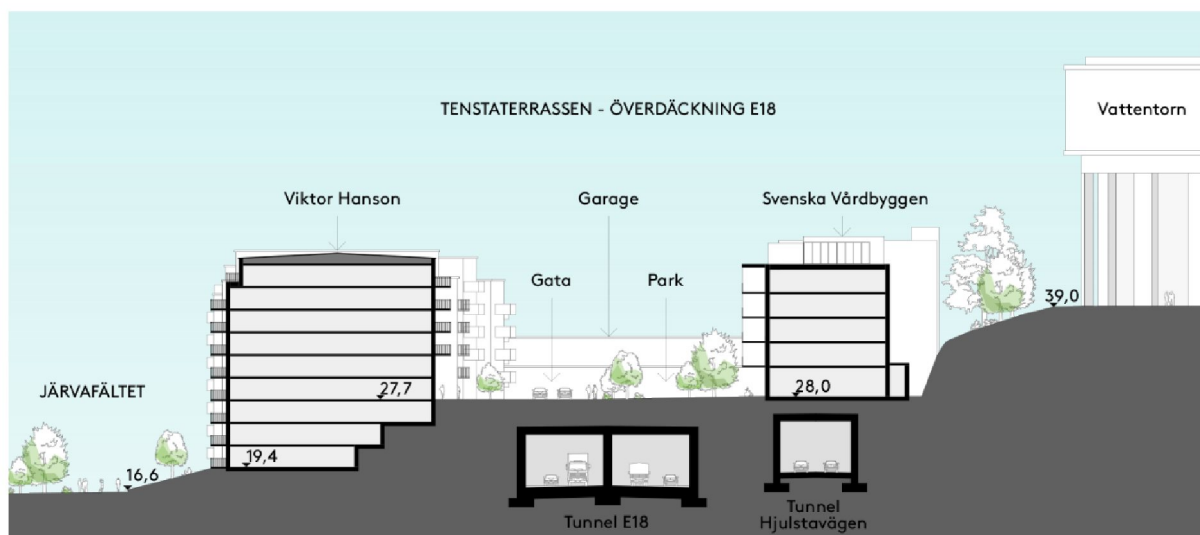 TENSTATERRASSEN - ÖVERDÄCKNING E18
Vattentorn
Viktor Hanson
Garage
Svenska Vårdbyggen
Gata
Park
39,0
JÄRVAFÄLTET
27,7
28,0
19,4
16,6
Tunnel E18
Tunnel
Hjulstavägen